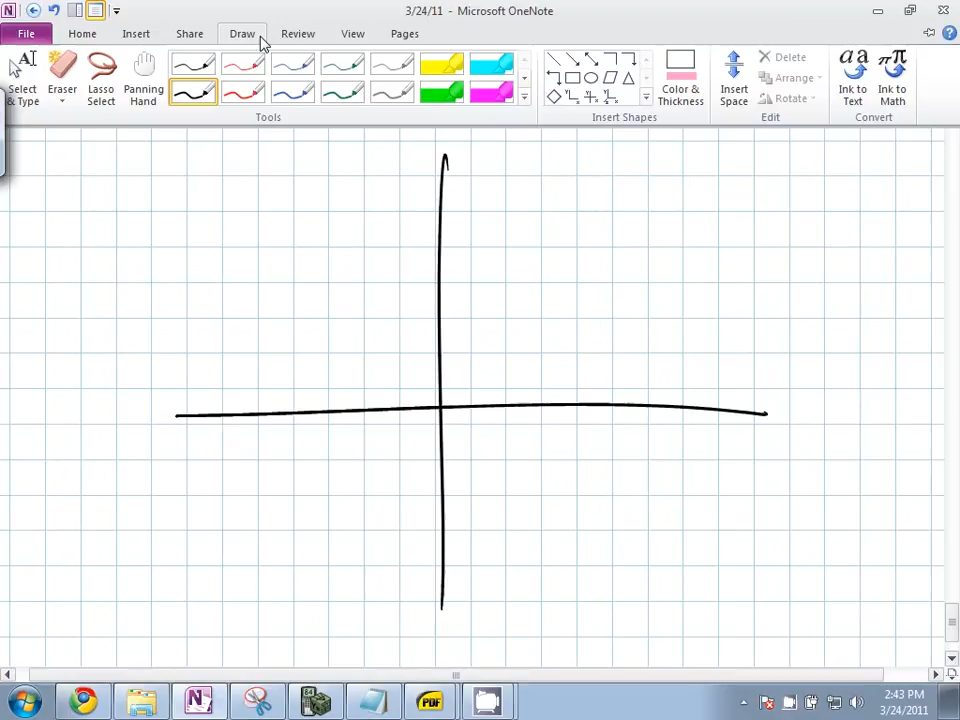 3/24/11 - Microsoft OneNote
File Home Insert Share Draw Review View Pages
Select & Type
Eraser
Lasso Select
Panning Hand
Color & Thickness
Insert Space
Delete
Arrange
Rotate
Ink to Text
Ink to Math
Tools Insert Shapes Edit Convert
PDF
2:43 PM
3/24/2011